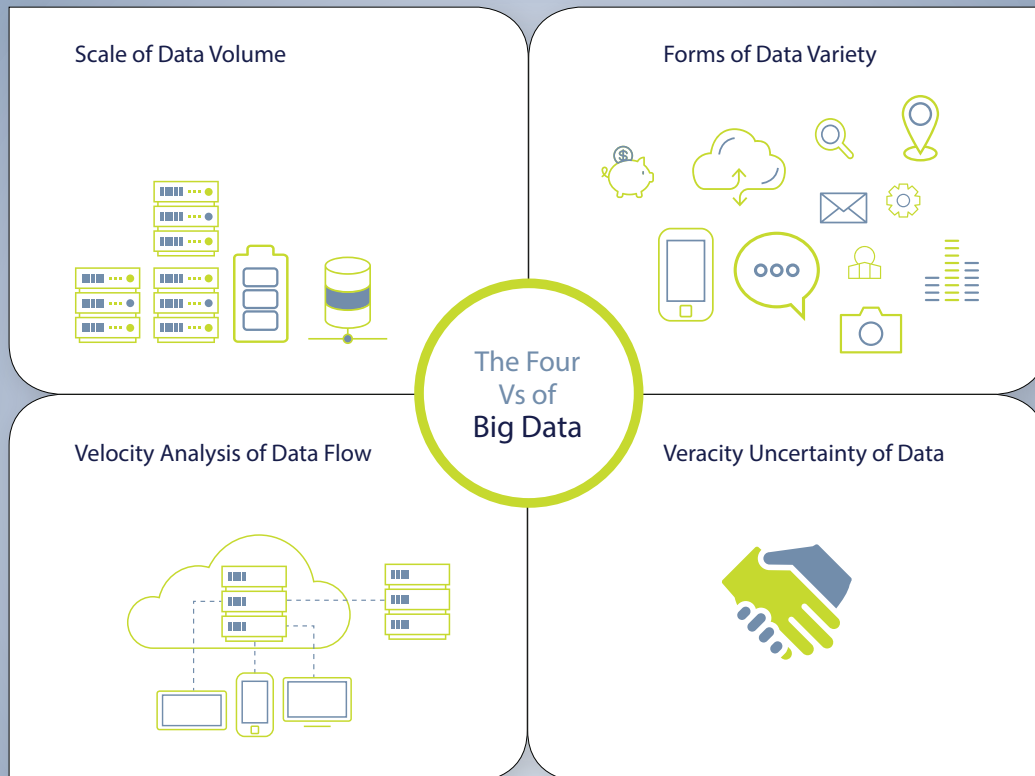 Scale of Data Volume
Forms of Data Variety
$
The Four
Vs of
Big Data
Velocity Analysis of Data Flow
Veracity Uncertainty of Data